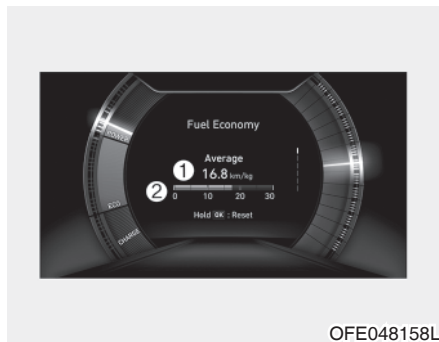 Fuel Economy
POWER
Average
1 16.8 km/kg
2
0 10 20 30
ECO
Hold OK : Reset
CHARGE
OFE048158L